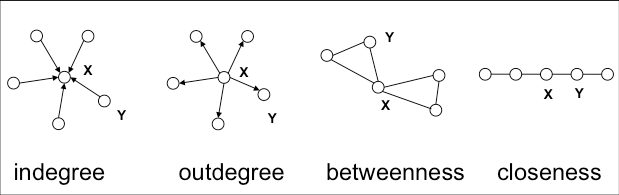 X
Y
indegree
X
Y
outdegree
Y
X
betweenness
X Y
closeness